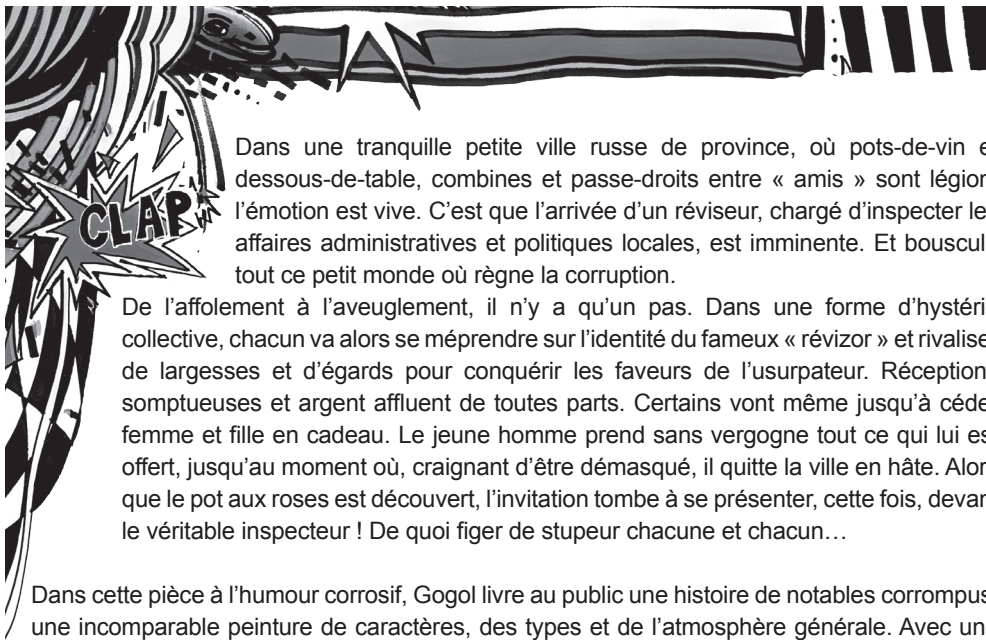 CLAP
Dans une tranquille petite ville russe de province, où pots-de-vin e
dessous-de-table, combines et passe-droits entre « amis » sont légion
l’émotion est vive. C’est que l’arrivée d’un réviseur, chargé d’inspecter le
affaires administratives et politiques locales, est imminente. Et bouscul
tout ce petit monde où règne la corruption.
De l’affolement à l’aveuglement, il n’y a qu’un pas. Dans une forme d’hystéri
collective, chacun va alors se méprendre sur l’identité du fameux « révizor » et rivalise
de largesses et d’égards pour conquérir les faveurs de l’usurpateur. Réception
somptueuses et argent affluent de toutes parts. Certains vont même jusqu’à céde
femme et fille en cadeau. Le jeune homme prend sans vergogne tout ce qui lui es
offert, jusqu’au moment où, craignant d’être démasqué, il quitte la ville en hâte. Alor
que le pot aux roses est découvert, l’invitation tombe à se présenter, cette fois, devan
le véritable inspecteur ! De quoi figer de stupeur chacune et chacun…
Dans cette pièce à l’humour corrosif, Gogol livre au public une histoire de notables corrompus
une incomparable peinture de caractères, des types et de l’atmosphère générale. Avec un